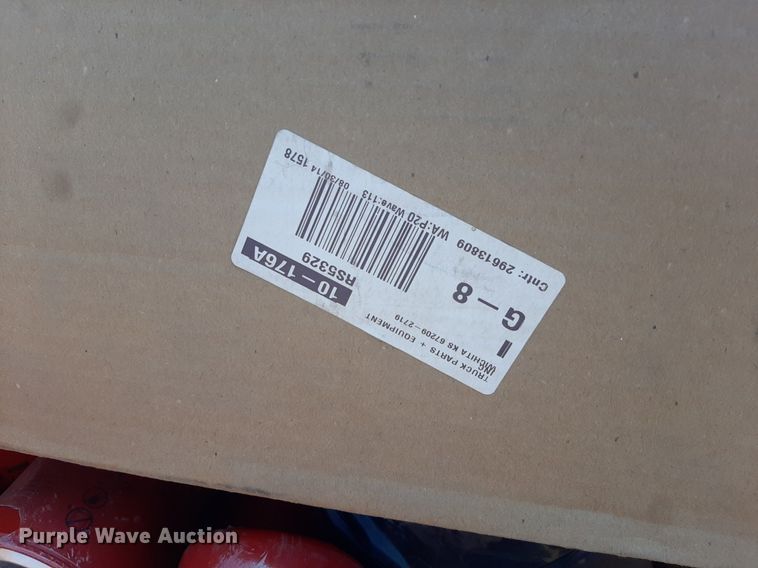 TRUCK PARTS + EQUIPMENT
WICHITA KS 67209-2719
G-8
10-176A
RS5329
Cntr: 29613809 WA:P20 Wave:113
08/30/14 1578
Purple Wave Auction